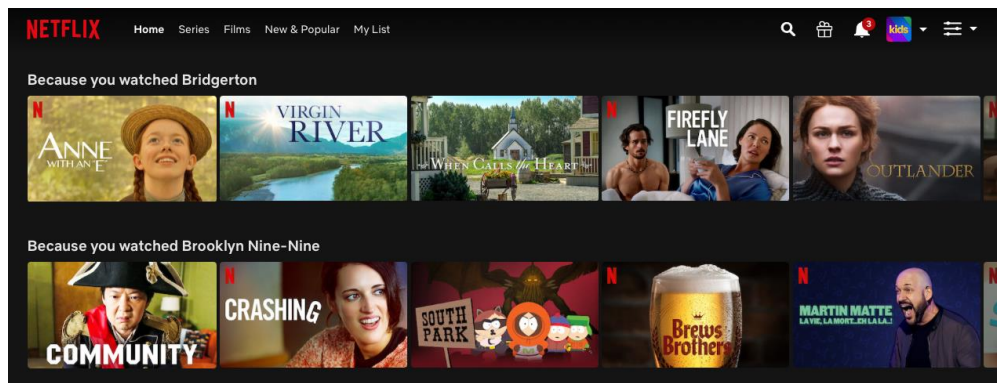 NETFLIX
Home Series Films New & Popular My List
3
kids
Because you watched Bridgerton
N
ANNE
WITH AN "E"
N
VIRGIN
RIVER
WHEN CALLS the HEART
N
FIREFLY
LANE
OUTLANDER
N
Because you watched Brooklyn Nine-Nine
COMMUNITY
N
CRASHING
SOUTH
PARK
N
Brews
Brothers
N
MARTIN MATTE
LA VIE, LA MORT...EH LA LA..!
N